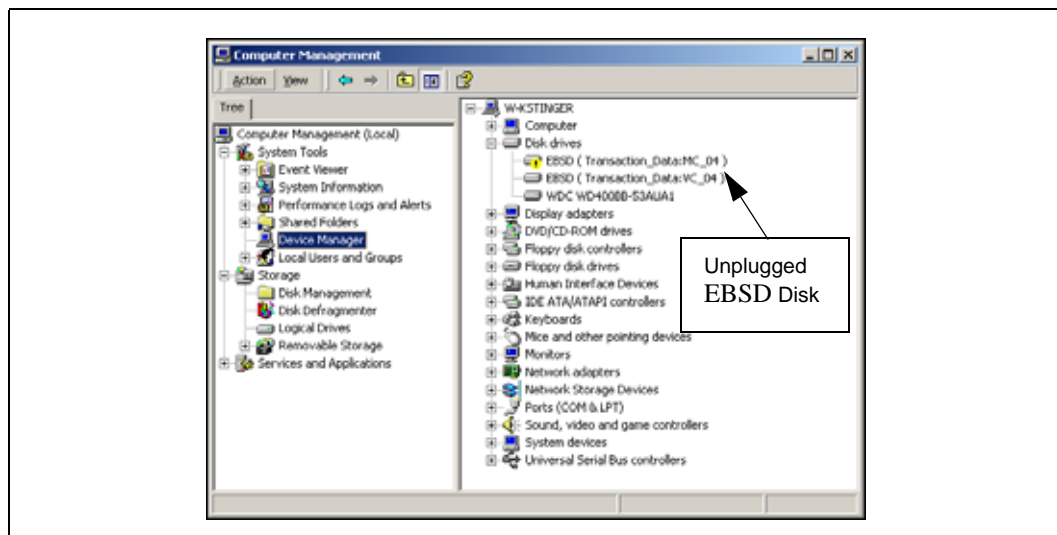 Computer Management
Action View
Tree
Computer Management (Local)
System Tools
Event Viewer
System Information
Performance Logs and Alerts
Shared Folders
Device Manager
Local Users and Groups
Storage
Disk Management
Disk Defragmenter
Logical Drives
Removable Storage
Services and Applications
W-KSTINGER
Computer
Disk drives
EBSD ( Transaction_Data:MC_04 )
EBSD ( Transaction_Data:VC_04 )
WDC WD400BB-53AUA1
Display adapters
DVD/CD-ROM drives
Floppy disk controllers
Floppy disk drives
Human Interface Devices
IDE ATA/ATAPI controllers
Keyboards
Mice and other pointing devices
Monitors
Network adapters
Network Storage Devices
Ports (COM & LPT)
Sound, video and game controllers
System devices
Universal Serial Bus controllers
Unplugged
EBSD Disk